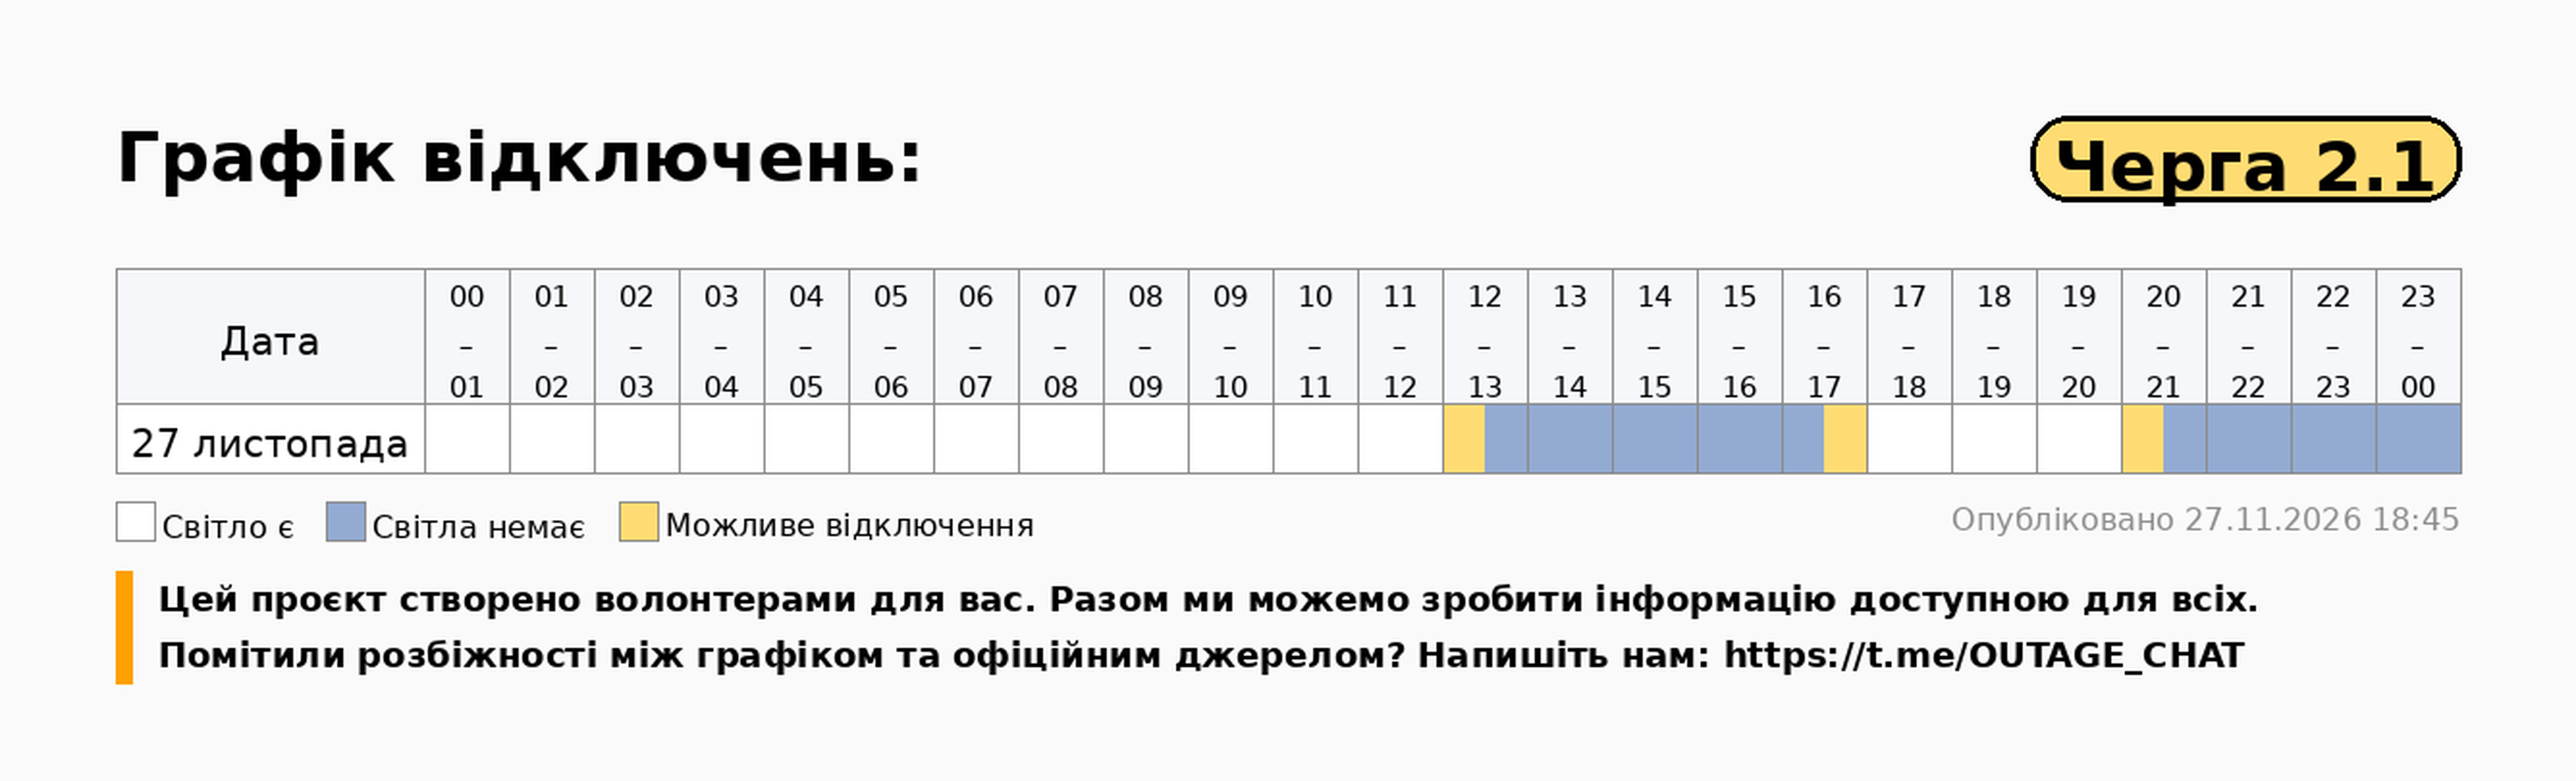 Графік відключень:
Черга 2.1
Дата
00 – 01
01 – 02
02 – 03
03 – 04
04 – 05
05 – 06
06 – 07
07 – 08
08 – 09
09 – 10
10 – 11
11 – 12
12 – 13
13 – 14
14 – 15
15 – 16
16 – 17
17 – 18
18 – 19
19 – 20
20 – 21
21 – 22
22 – 23
23 – 00
27 листопада
Світло є
Світла немає
Можливе відключення
Опубліковано 27.11.2026 18:45
Цей проєкт створено волонтерами для вас. Разом ми можемо зробити інформацію доступною для всіх.
Помітили розбіжності між графіком та офіційним джерелом? Напишіть нам: https://t.me/OUTAGE_CHAT